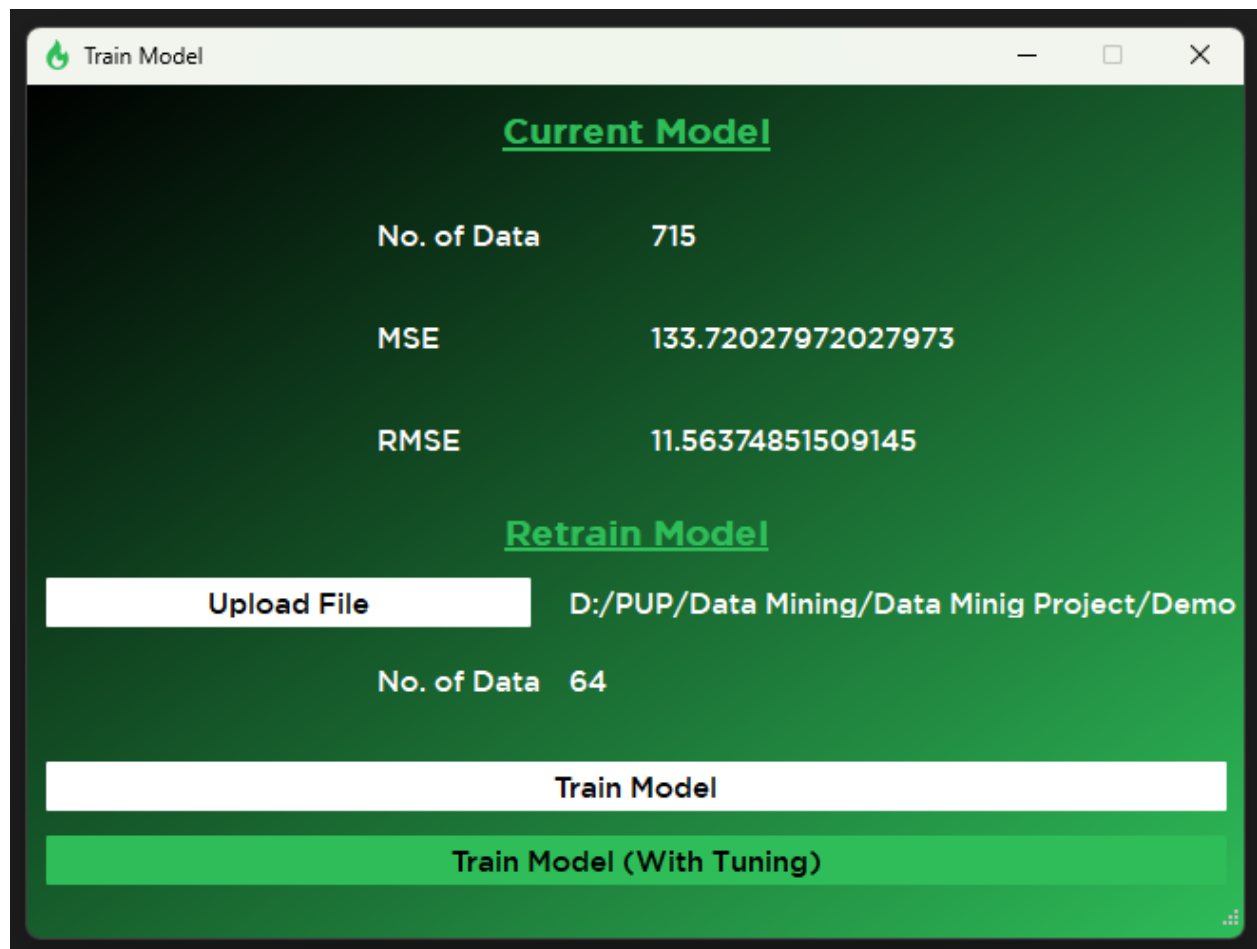 Train Model
Current Model
No. of Data 715
MSE 133.72027972027973
RMSE 11.56374851509145
Retrain Model
Upload File D:/PUP/Data Mining/Data Minig Project/Demo
No. of Data 64
Train Model
Train Model (With Tuning)